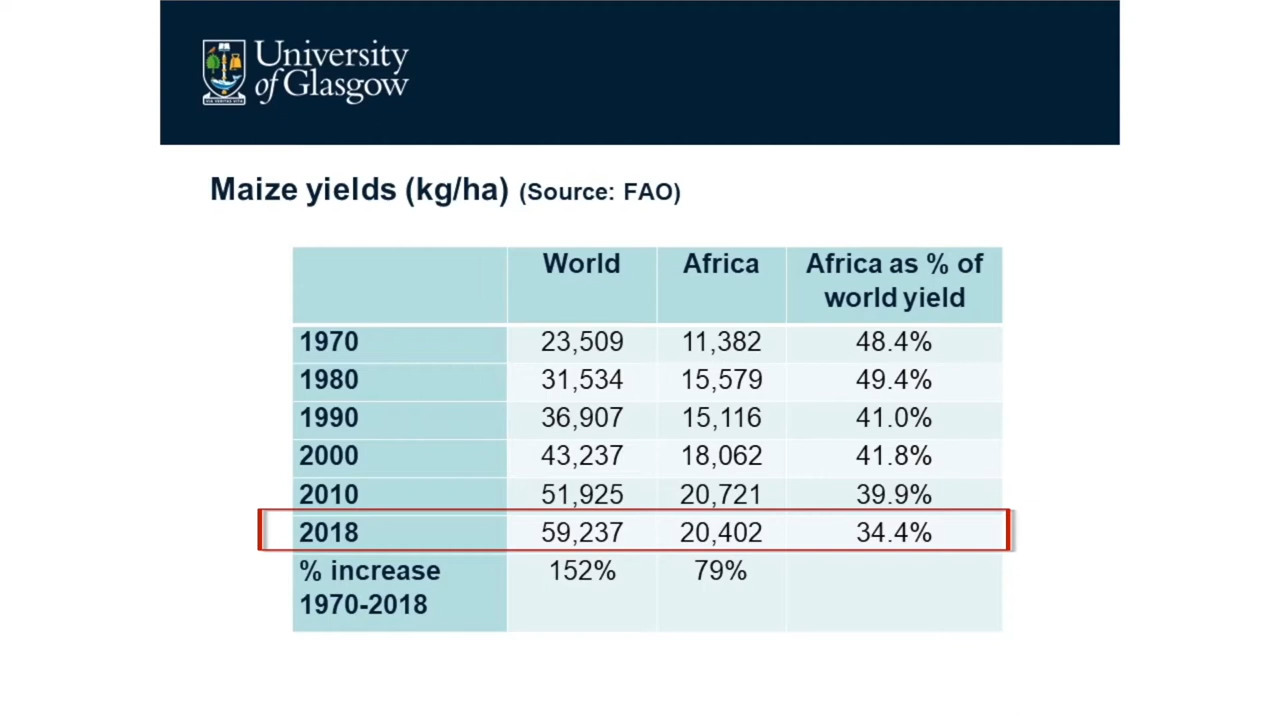 University
of Glasgow
Maize yields (kg/ha) (Source: FAO)
World Africa Africa as % of
world yield
1970 23,509 11,382 48.4%
1980 31,534 15,579 49.4%
1990 36,907 15,116 41.0%
2000 43,237 18,062 41.8%
2010 51,925 20,721 39.9%
2018 59,237 20,402 34.4%
% increase 152% 79%
1970-2018